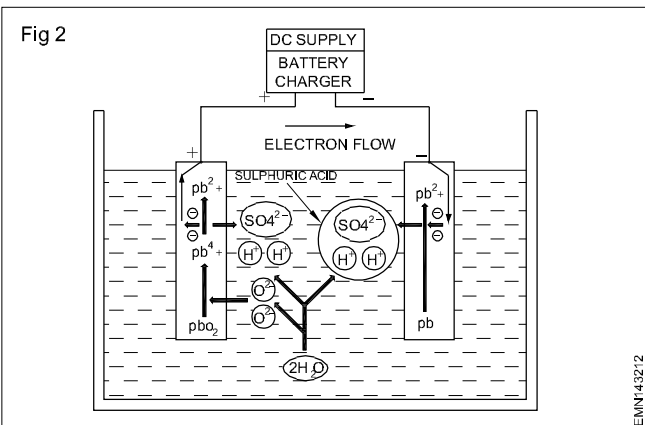 Fig 2
DC SUPPLY
BATTERY
CHARGER
+ −
ELECTRON FLOW
+ −
SULPHURIC ACID
pb²+ pb²+
⊖ SO4²⁻ SO4²⁻ ⊖
⊖ ⊖
pb⁴+ H⁺ H⁺ H⁺ H⁺
O²⁻
O²⁻
pbo₂ pb
2H₂O
EMN143212